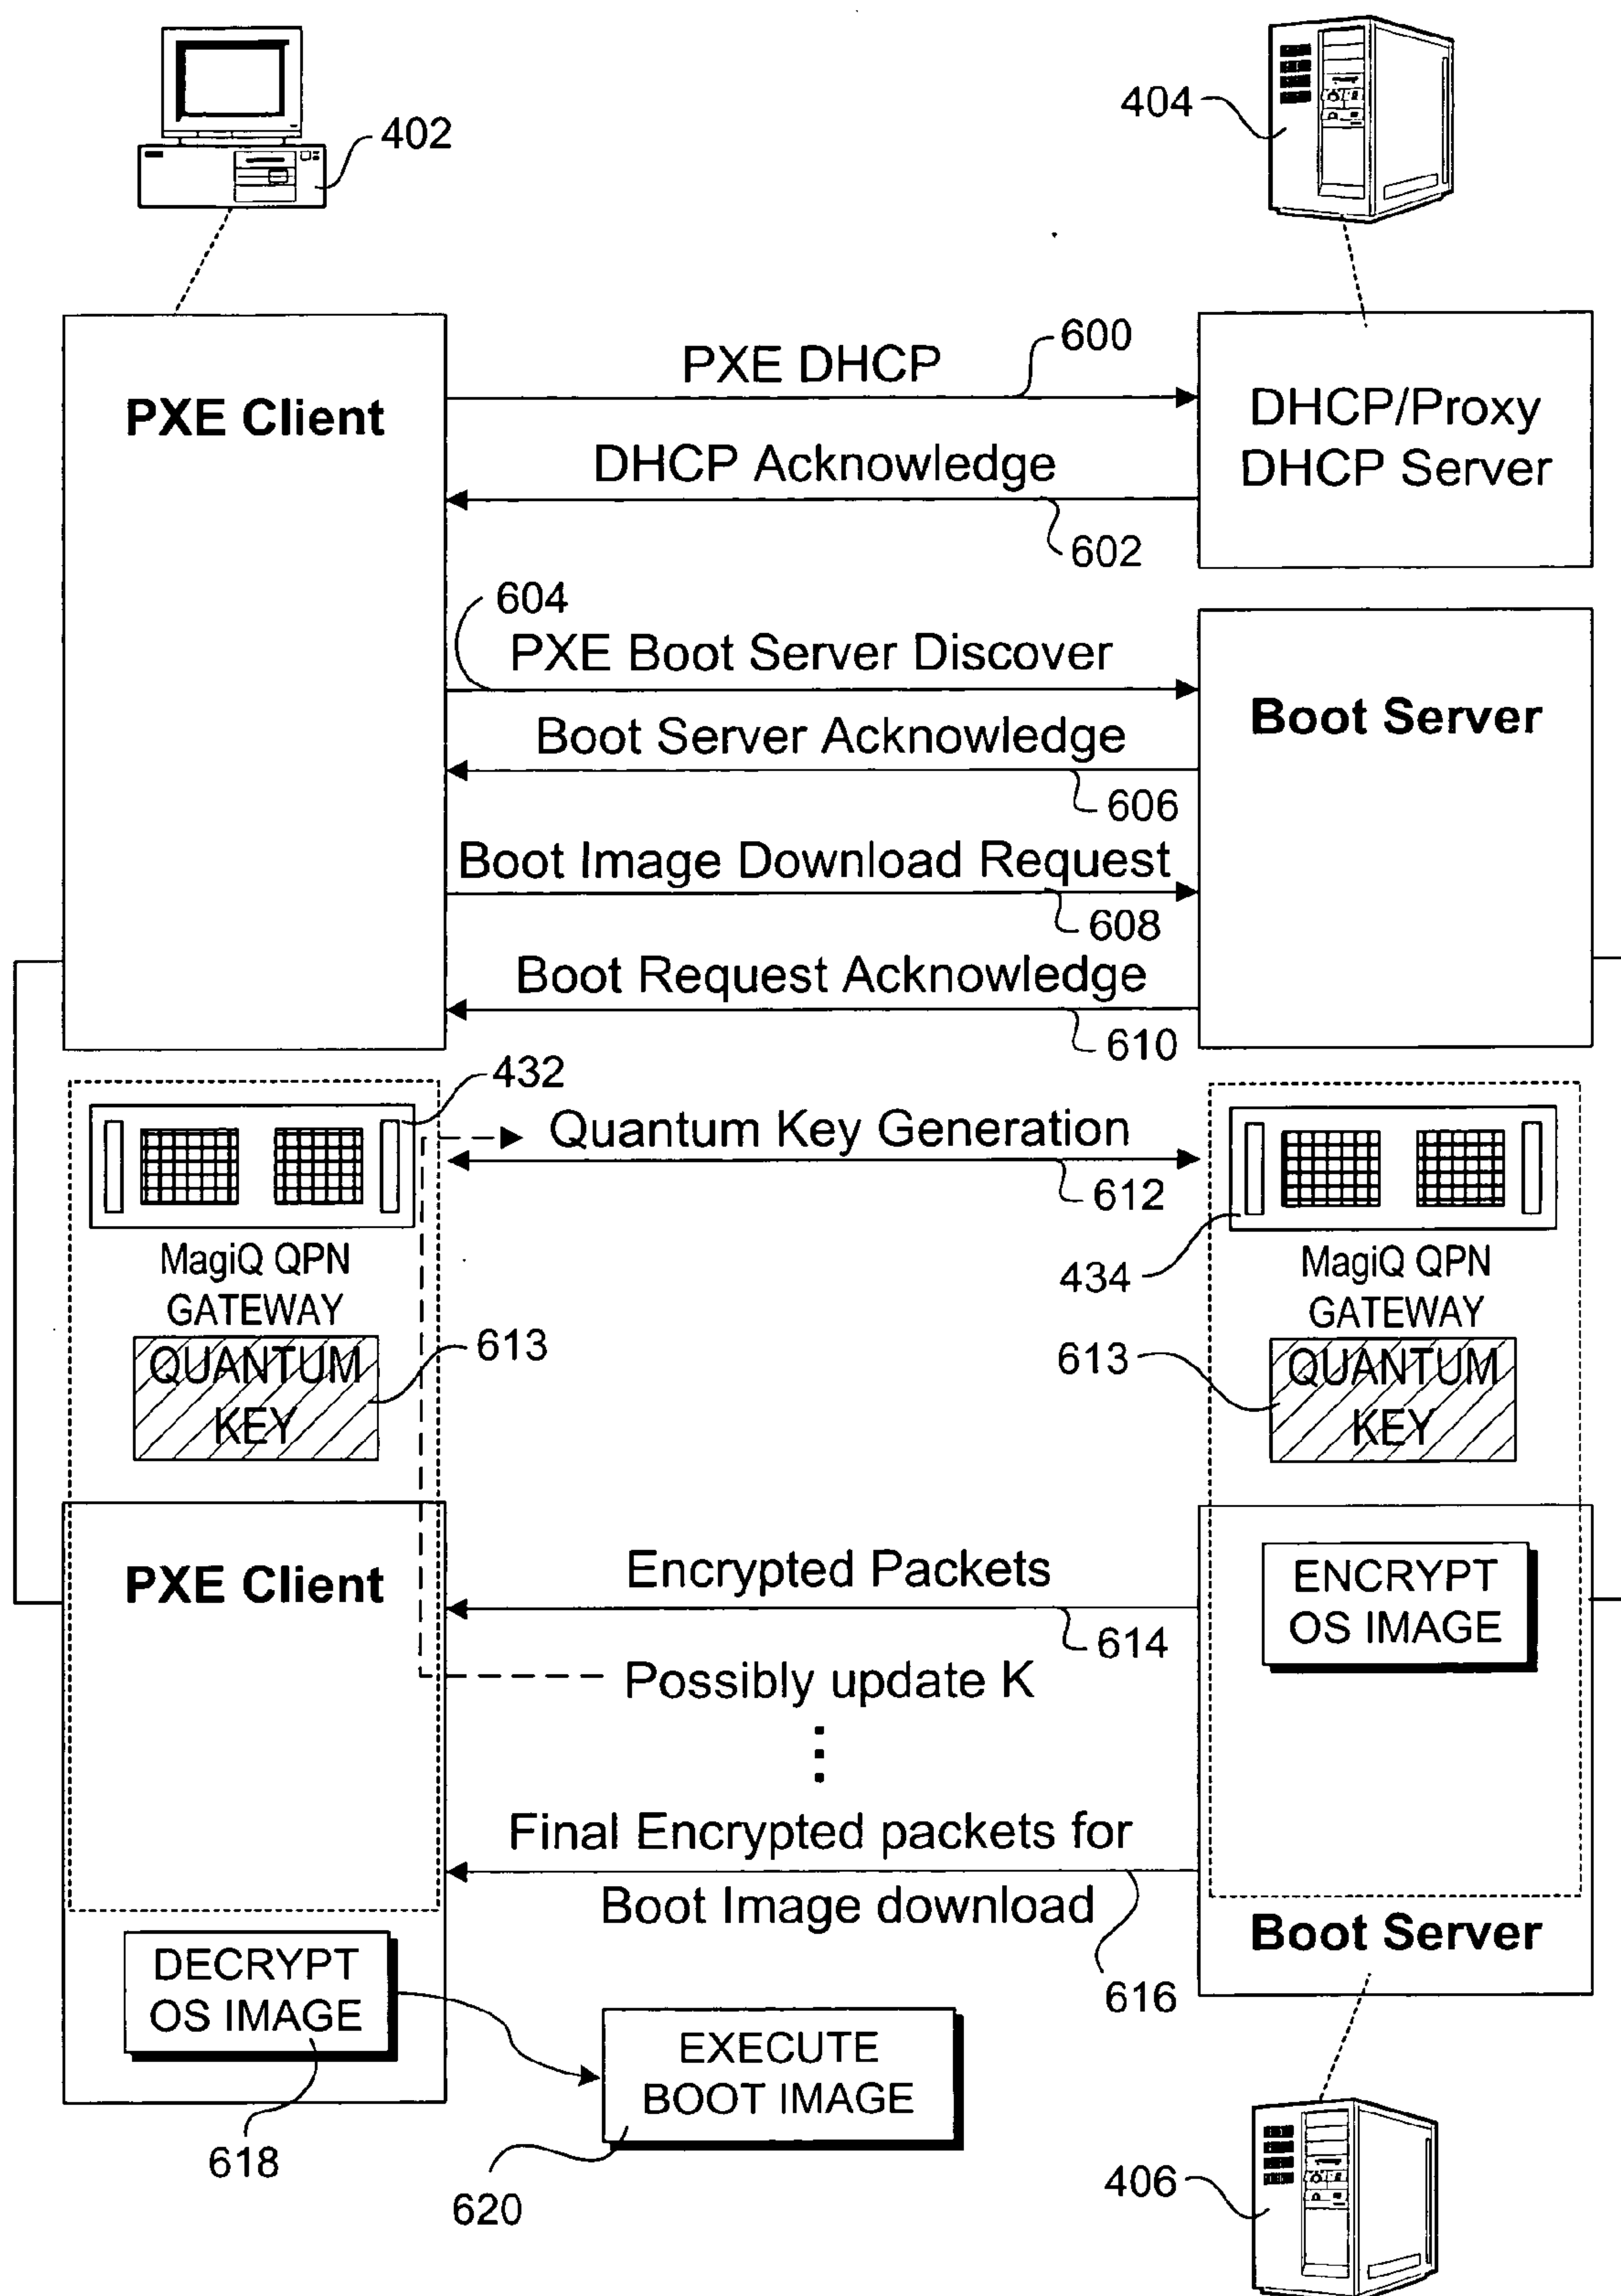 402
404
PXE Client
PXE DHCP
600
DHCP/Proxy
DHCP Server
DHCP Acknowledge
602
604
PXE Boot Server Discover
Boot Server
Boot Server Acknowledge
606
Boot Image Download Request
608
Boot Request Acknowledge
610
432
Quantum Key Generation
612
434
MagiQ QPN
GATEWAY
QUANTUM
KEY
613
MagiQ QPN
GATEWAY
613
QUANTUM
KEY
PXE Client
Encrypted Packets
614
ENCRYPT
OS IMAGE
Possibly update K
Final Encrypted packets for
Boot Image download
616
Boot Server
DECRYPT
OS IMAGE
618
EXECUTE
BOOT IMAGE
620
406